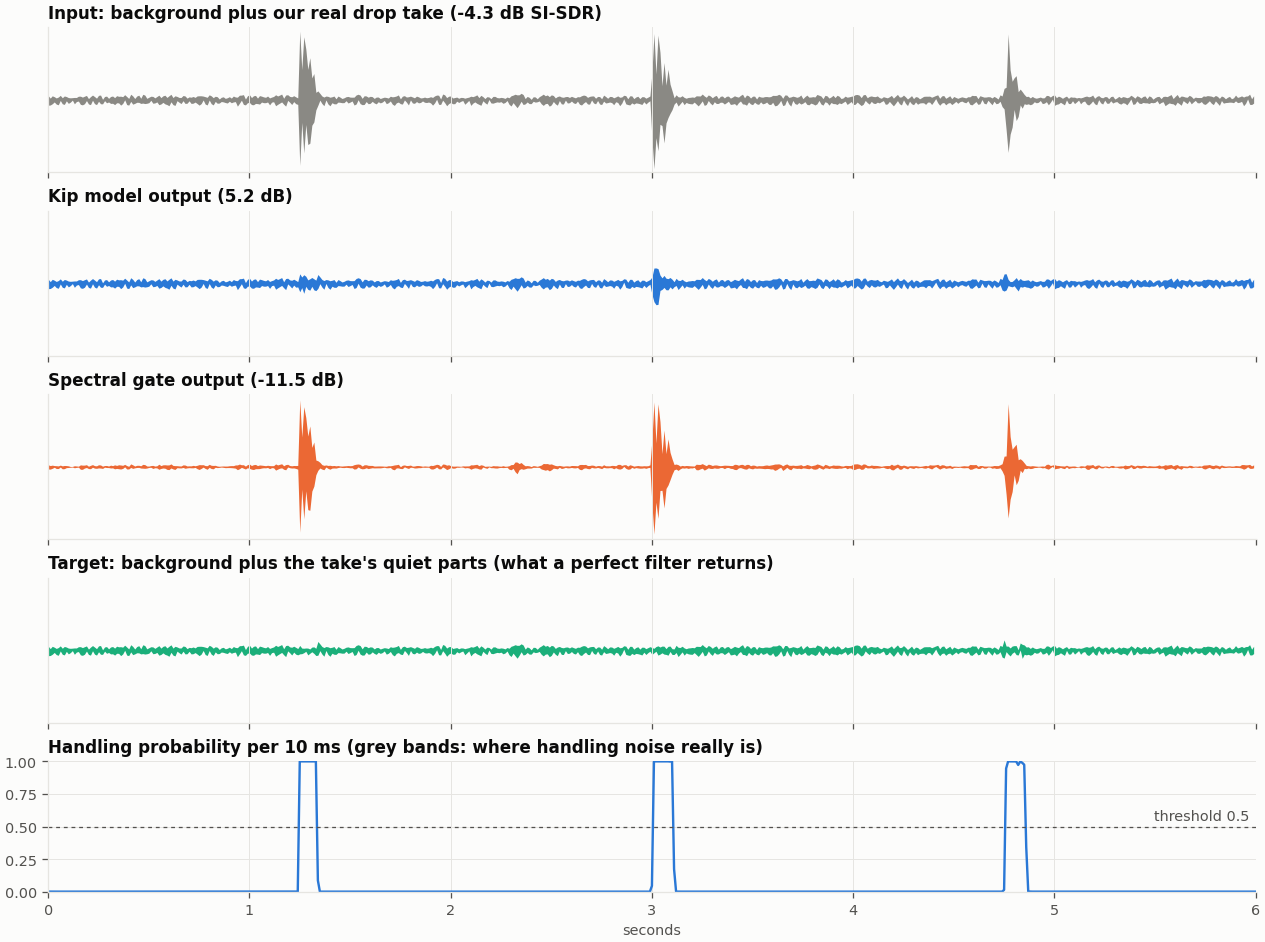 Input: background plus our real drop take (-4.3 dB SI-SDR)
Kip model output (5.2 dB)
Spectral gate output (-11.5 dB)
Target: background plus the take's quiet parts (what a perfect filter returns)
Handling probability per 10 ms (grey bands: where handling noise really is)
1.00
0.75
threshold 0.5
0.50
0.25
0.00
0 1 2 3 4 5 6
seconds